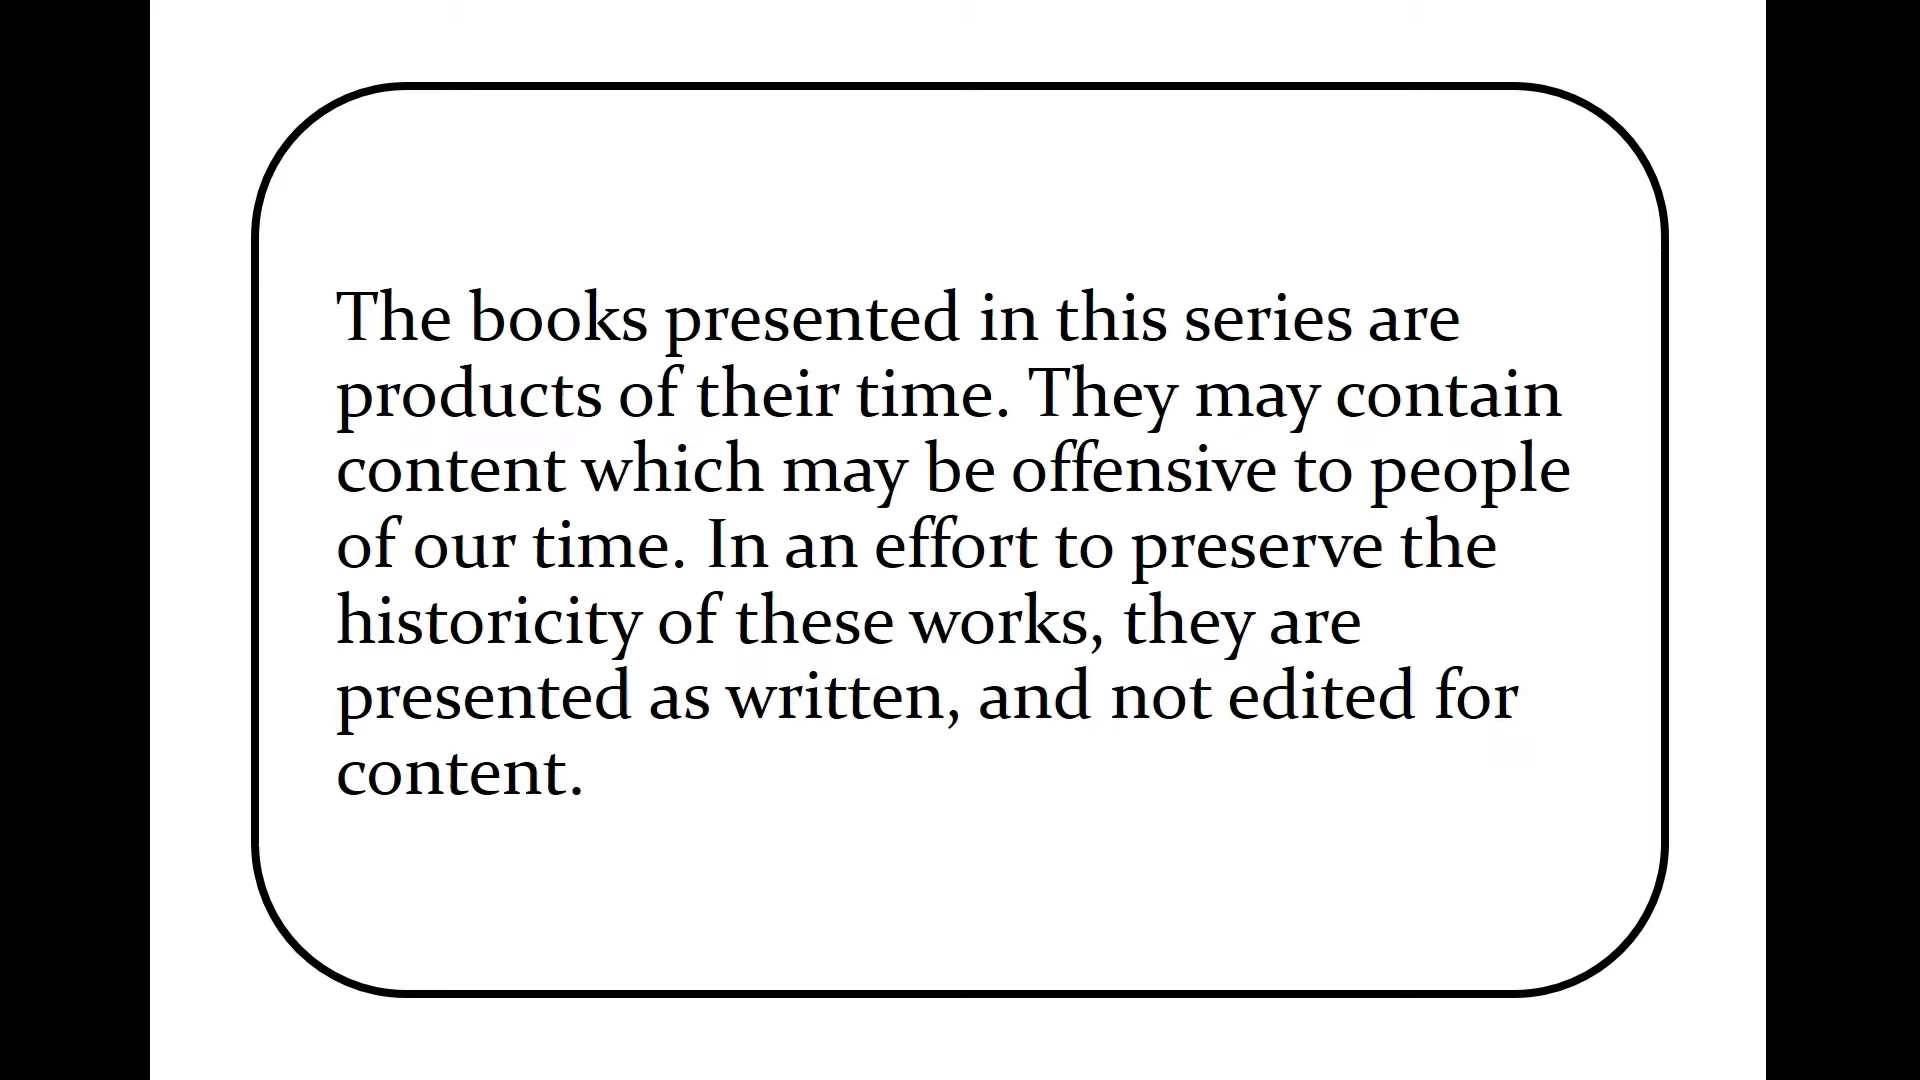 The books presented in this series are
products of their time. They may contain
content which may be offensive to people
of our time. In an effort to preserve the
historicity of these works, they are
presented as written, and not edited for
content.